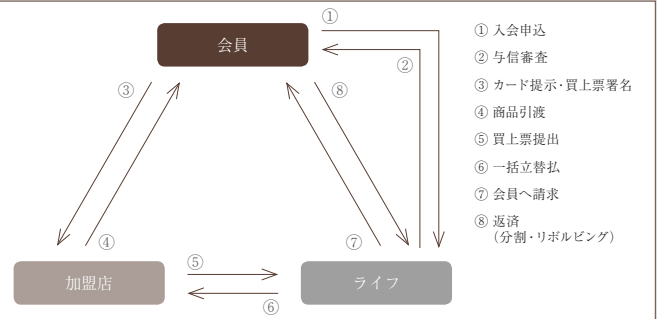 会員
①
②
③
⑧
④
⑦
加盟店
⑤
⑥
ライフ
① 入会申込
② 与信審査
③ カード提示・買上票署名
④ 商品引渡
⑤ 買上票提出
⑥ 一括立替払
⑦ 会員へ請求
⑧ 返済
(分割・リボルビング)